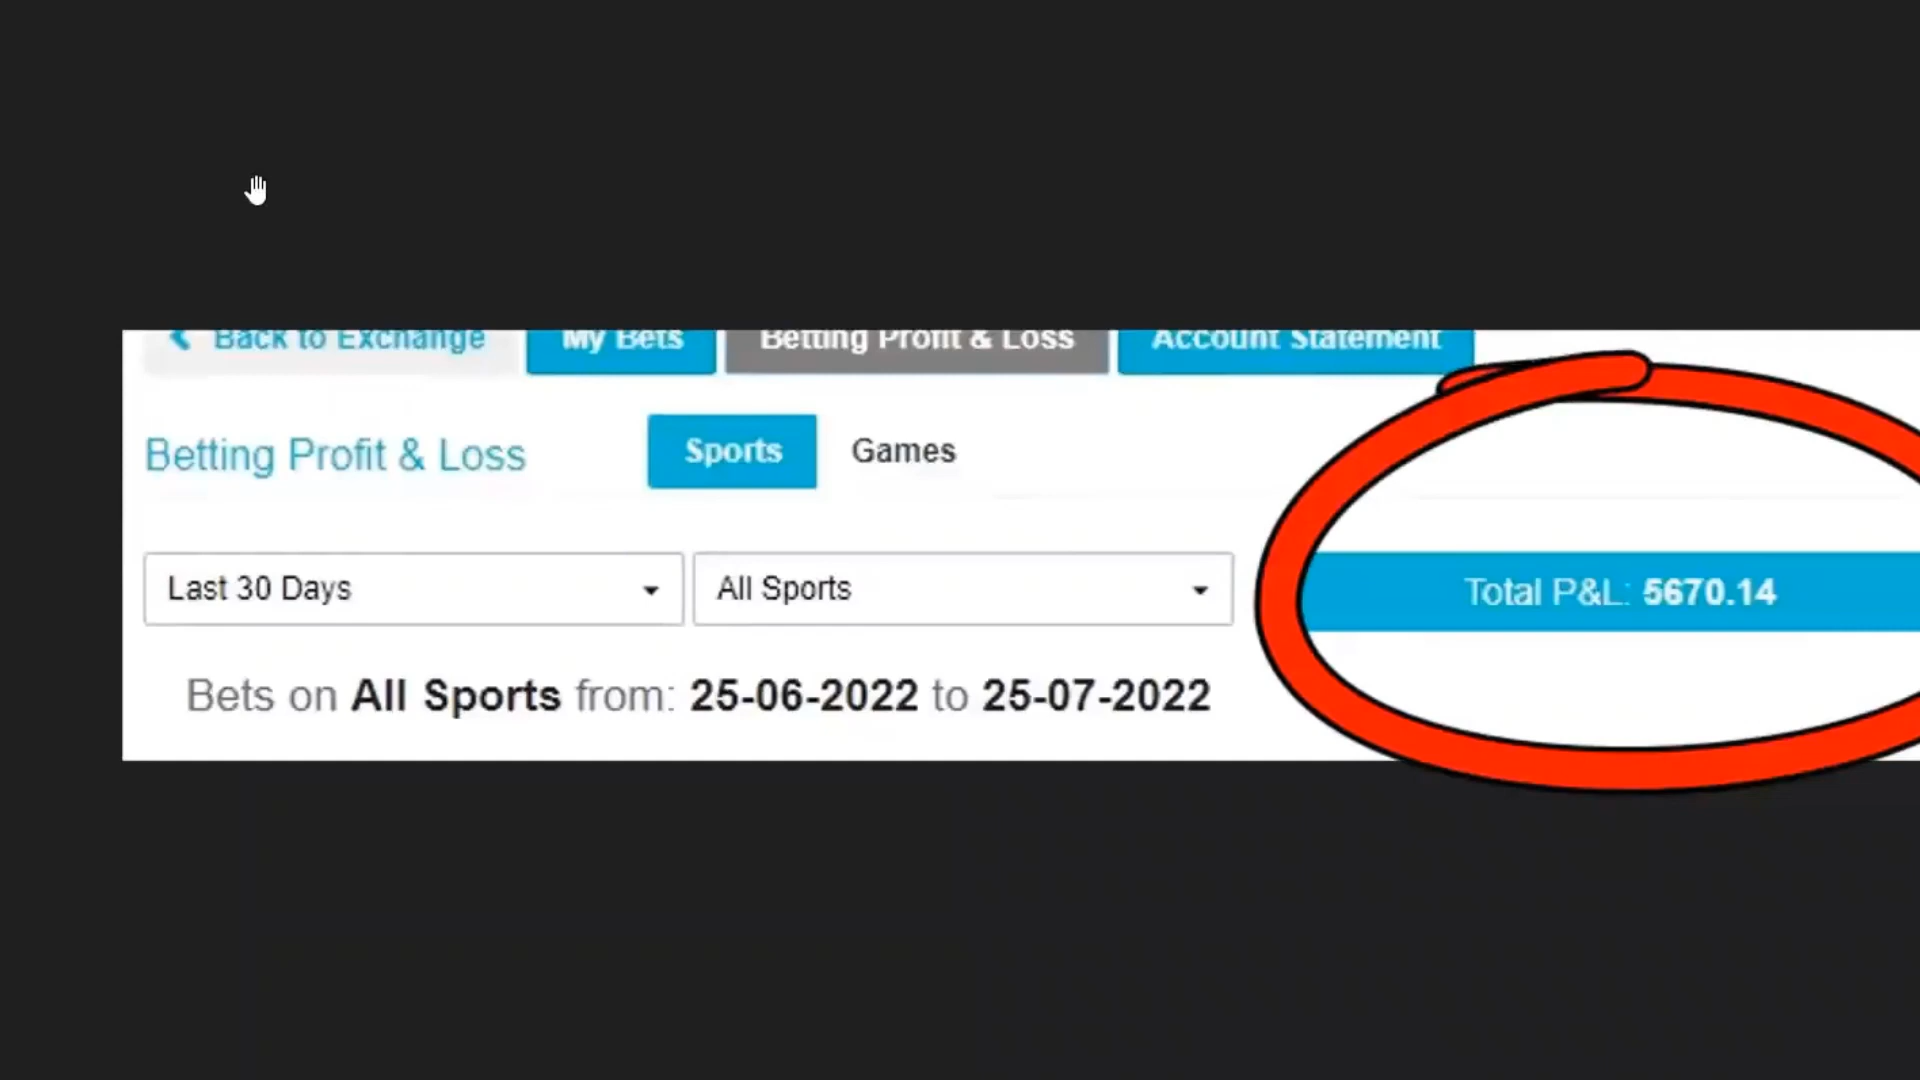 Back to Exchange My Bets Betting Profit & Loss Account Statement
Betting Profit & Loss Sports Games
Last 30 Days All Sports Total P&L: 5670.14
Bets on All Sports from: 25-06-2022 to 25-07-2022